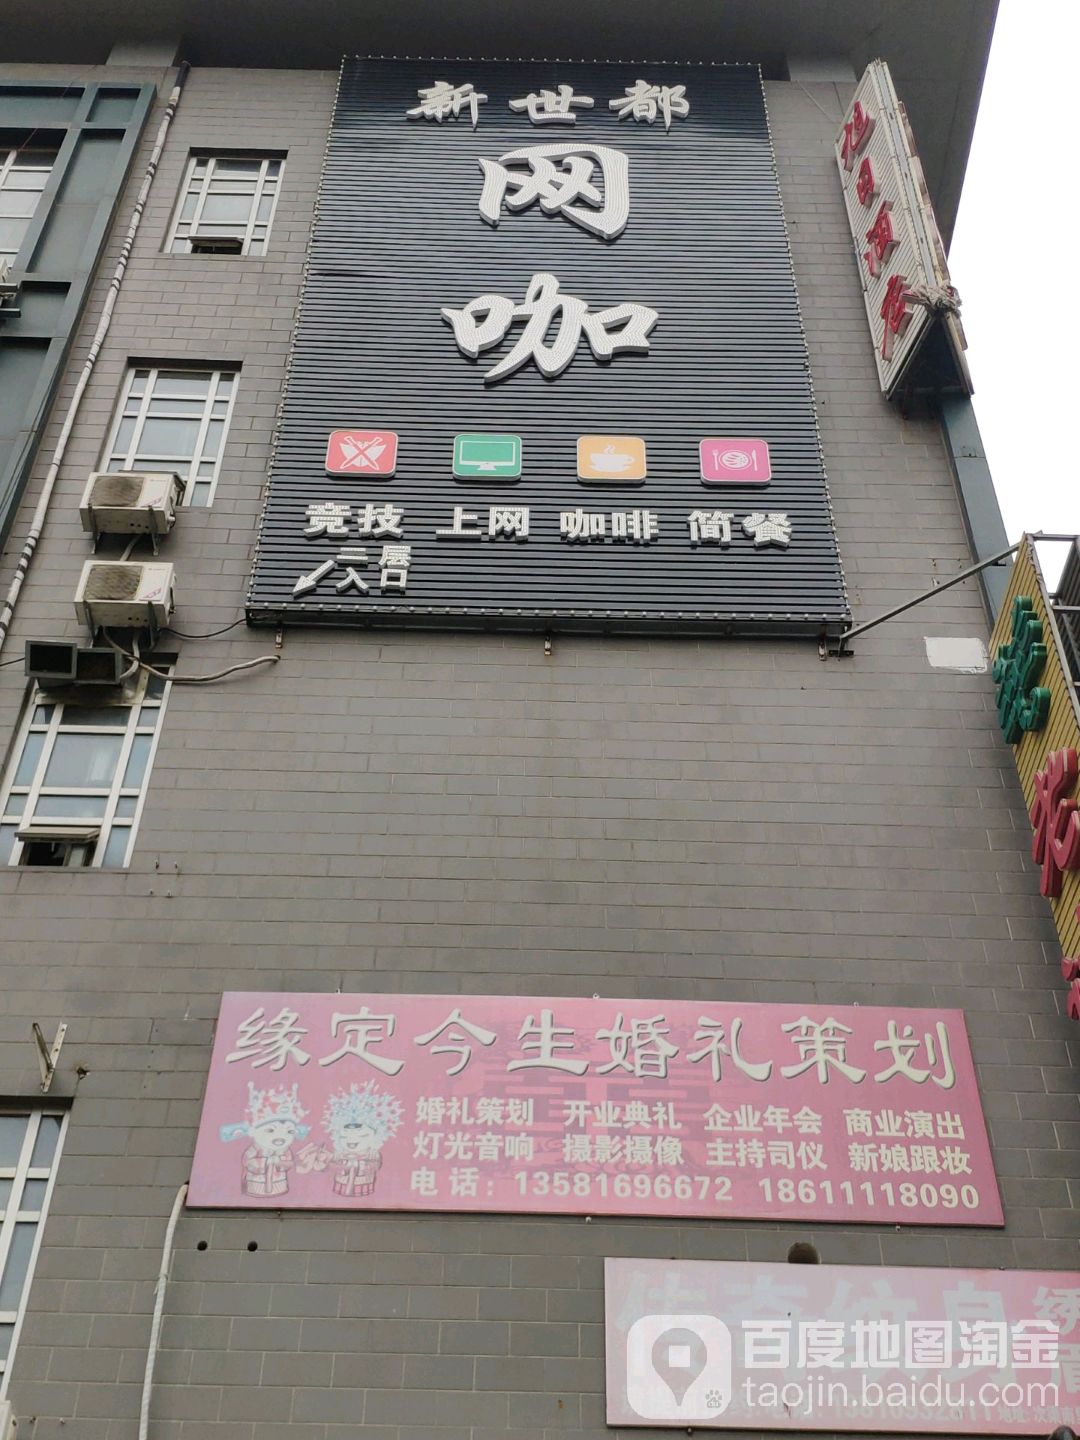 新世都
网
咖
竞技 上网 咖啡 简餐
二层
入口
缘定今生婚礼策划
婚礼策划 开业典礼 企业年会 商业演出
灯光音响 摄影摄像 主持司仪 新娘跟妆
电话：13581696672 18611118090
纹身
百度地图淘金
taojin.baidu.com